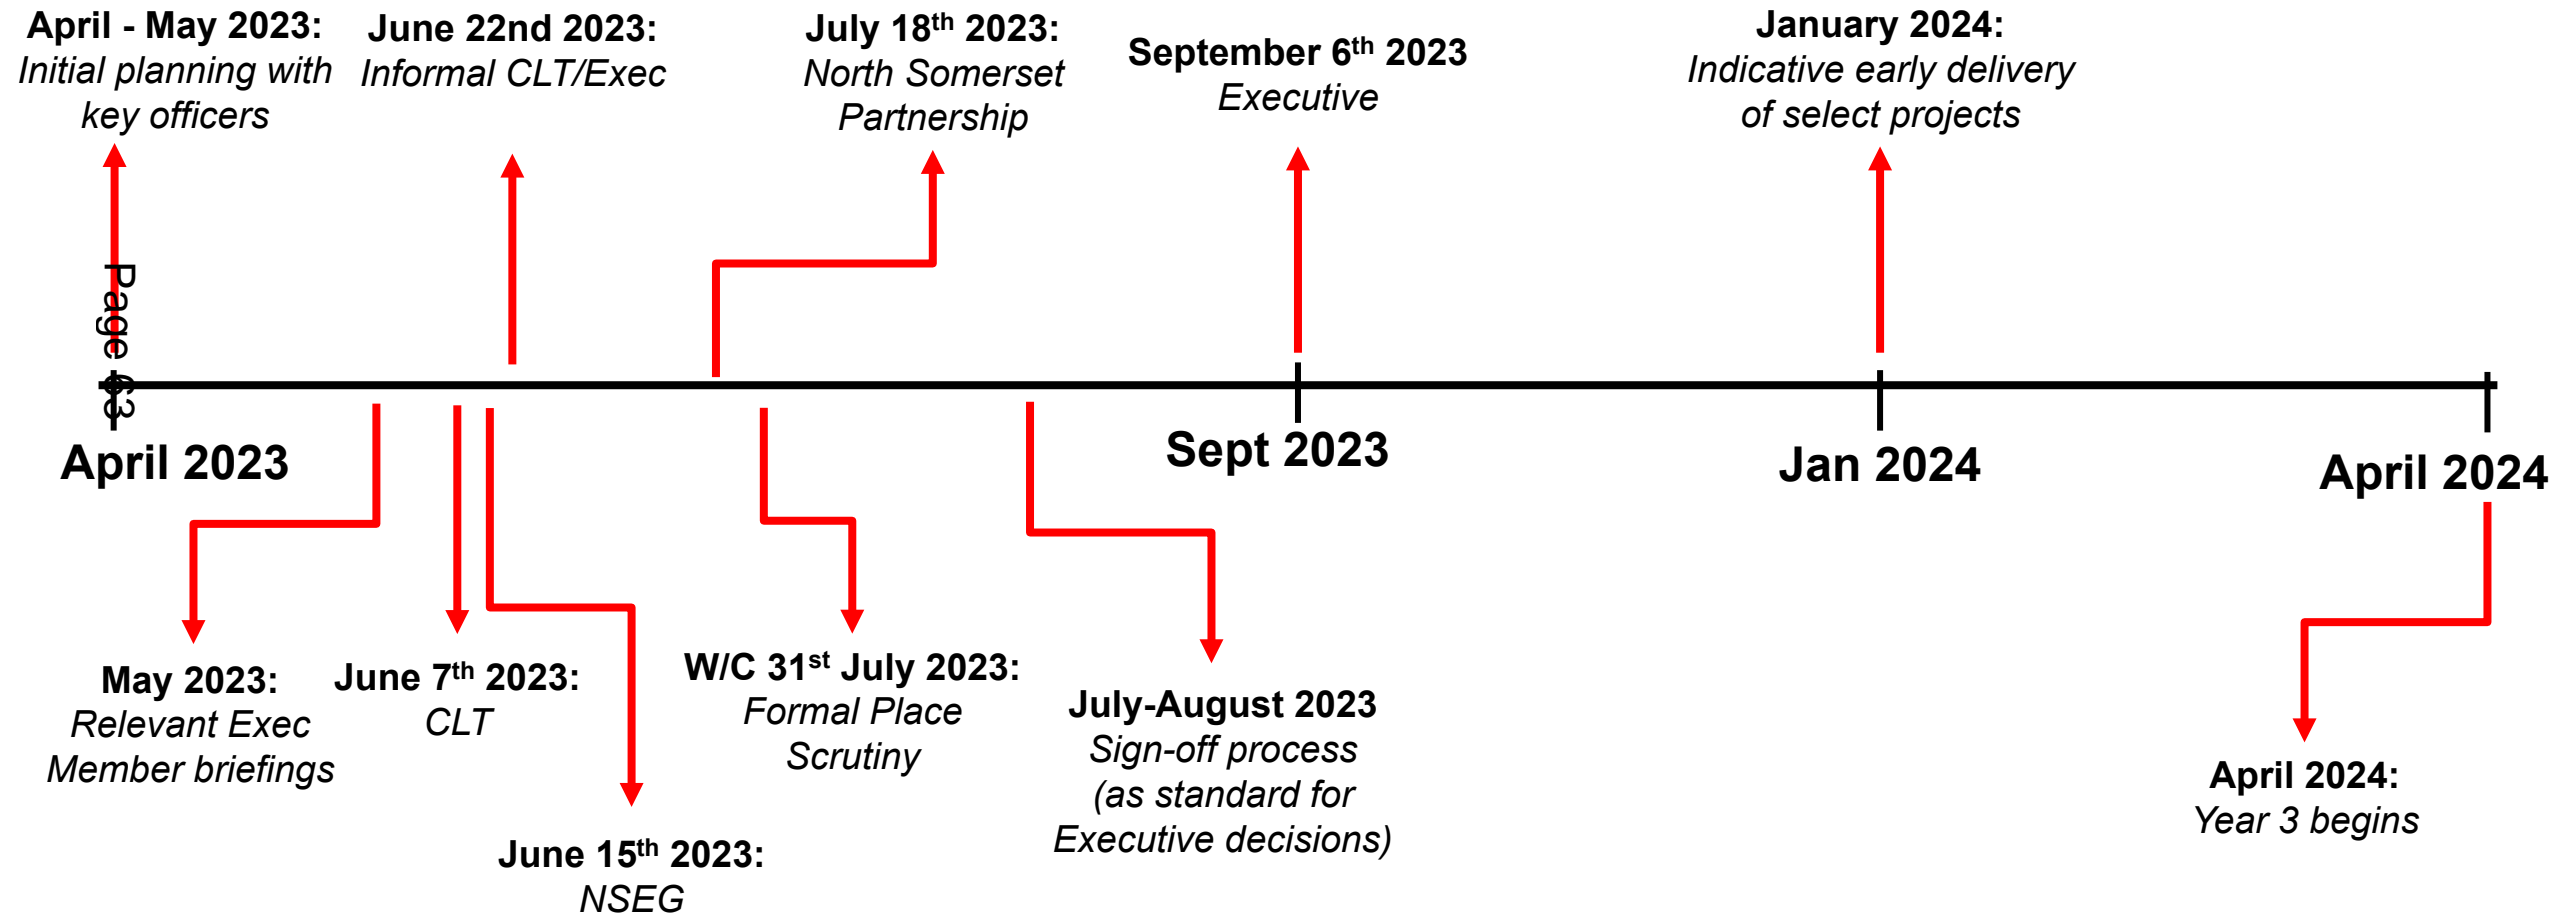 April - May 2023:
Initial planning with
key officers
June 22nd 2023:
Informal CLT/Exec
July 18th 2023:
North Somerset
Partnership
September 6th 2023
Executive
January 2024:
Indicative early delivery
of select projects
Page 63
April 2023
Sept 2023
Jan 2024
April 2024
May 2023:
Relevant Exec
Member briefings
June 7th 2023:
CLT
June 15th 2023:
NSEG
W/C 31st July 2023:
Formal Place
Scrutiny
July-August 2023
Sign-off process
(as standard for
Executive decisions)
April 2024:
Year 3 begins